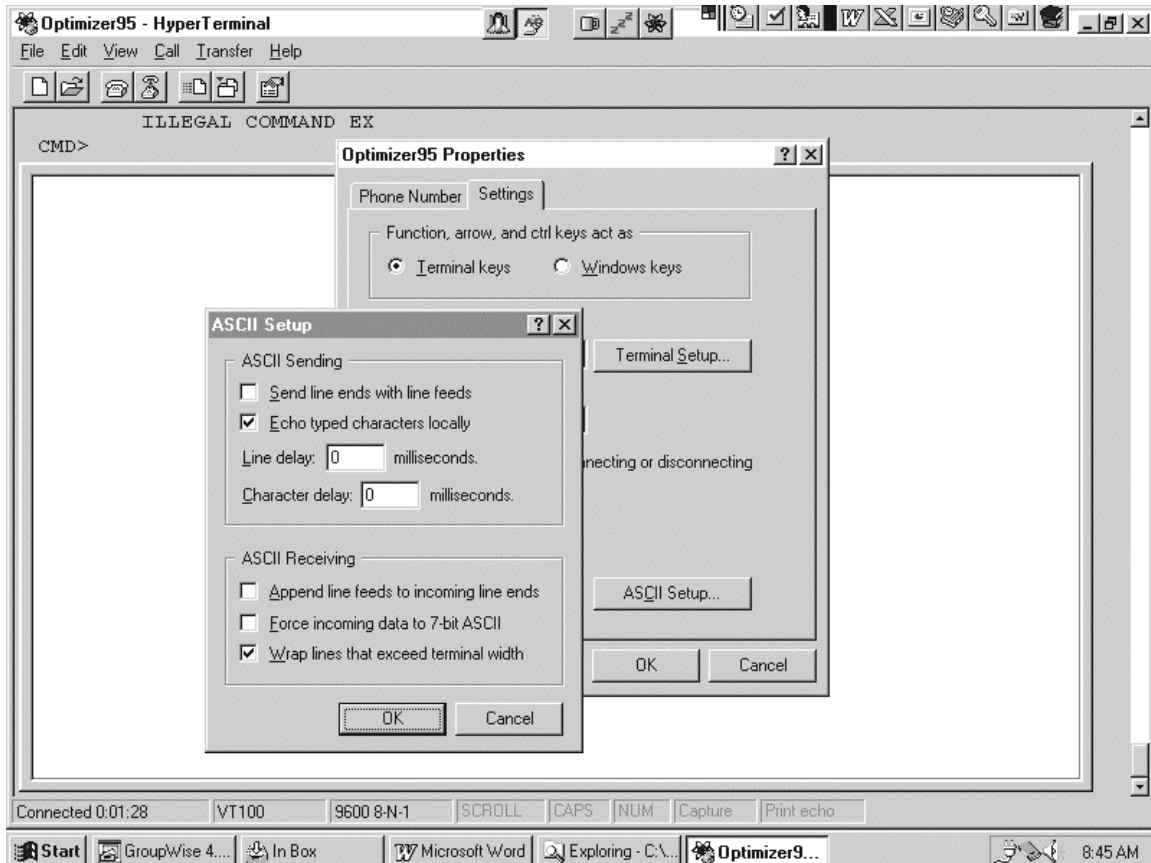 Optimizer95 - HyperTerminal
File Edit View Call Transfer Help
ILLEGAL COMMAND EX
CMD>
Optimizer95 Properties
Phone Number Settings
Function, arrow, and ctrl keys act as
Terminal keys Windows keys
Terminal Setup...
necting or disconnecting
ASCII Setup...
OK Cancel
ASCII Setup
ASCII Sending
Send line ends with line feeds
Echo typed characters locally
Line delay: 0 milliseconds.
Character delay: 0 milliseconds.
ASCII Receiving
Append line feeds to incoming line ends
Force incoming data to 7-bit ASCII
Wrap lines that exceed terminal width
OK Cancel
Connected 0:01:28 VT100 9600 8-N-1 SCROLL CAPS NUM Capture Print echo
Start GroupWise 4.... In Box Microsoft Word Exploring - C:\... Optimizer9... 8:45 AM